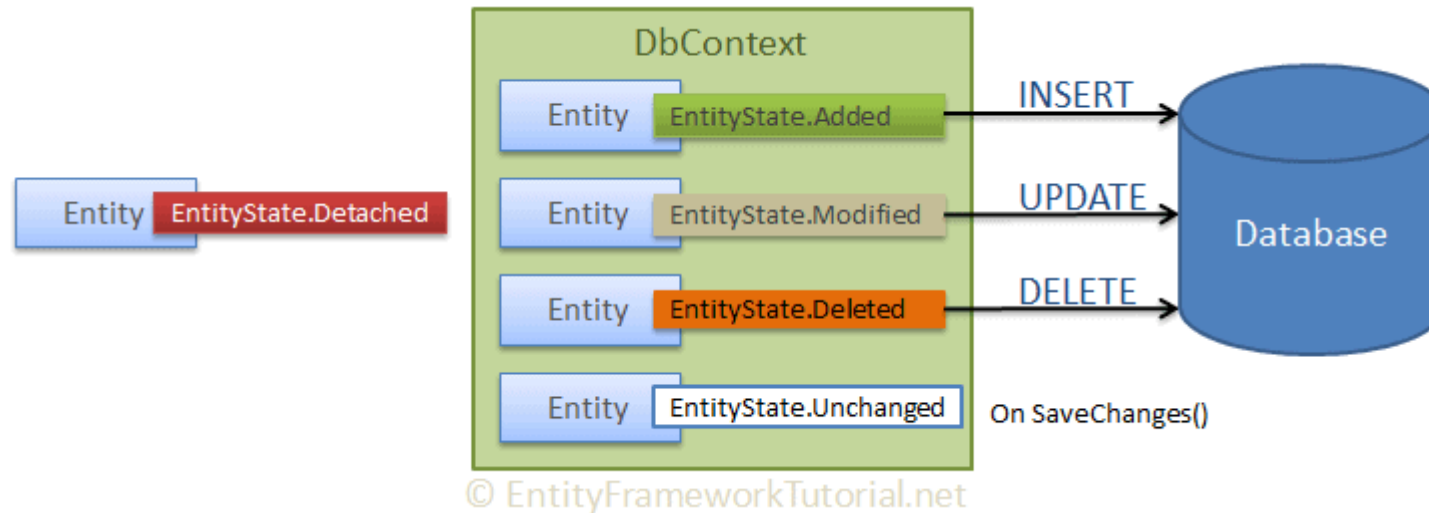 DbContext
Entity EntityState.Added
INSERT
Entity EntityState.Detached
Entity EntityState.Modified
UPDATE
Database
Entity EntityState.Deleted
DELETE
Entity EntityState.Unchanged
On SaveChanges()
© EntityFrameworkTutorial.net